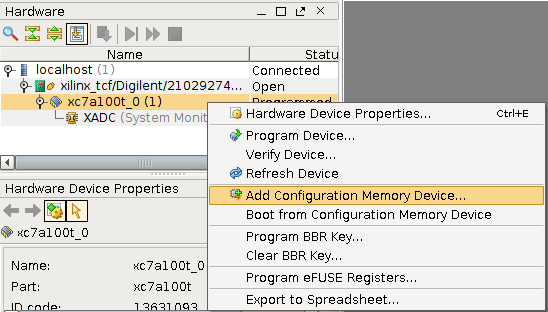 Hardware
Name Statu
localhost (1) Connected
xilinx_tcf/Digilent/21029274... Open
xc7a100t_0 (1) Programmed
XADC (System Monit
Hardware Device Properties... Ctrl+E
Program Device...
Verify Device...
Refresh Device
Add Configuration Memory Device...
Boot from Configuration Memory Device
Program BBR Key...
Clear BBR Key...
Program eFUSE Registers...
Export to Spreadsheet...
Hardware Device Properties
xc7a100t_0
Name: xc7a100t_0
Part: xc7a100t
ID code: 13631093